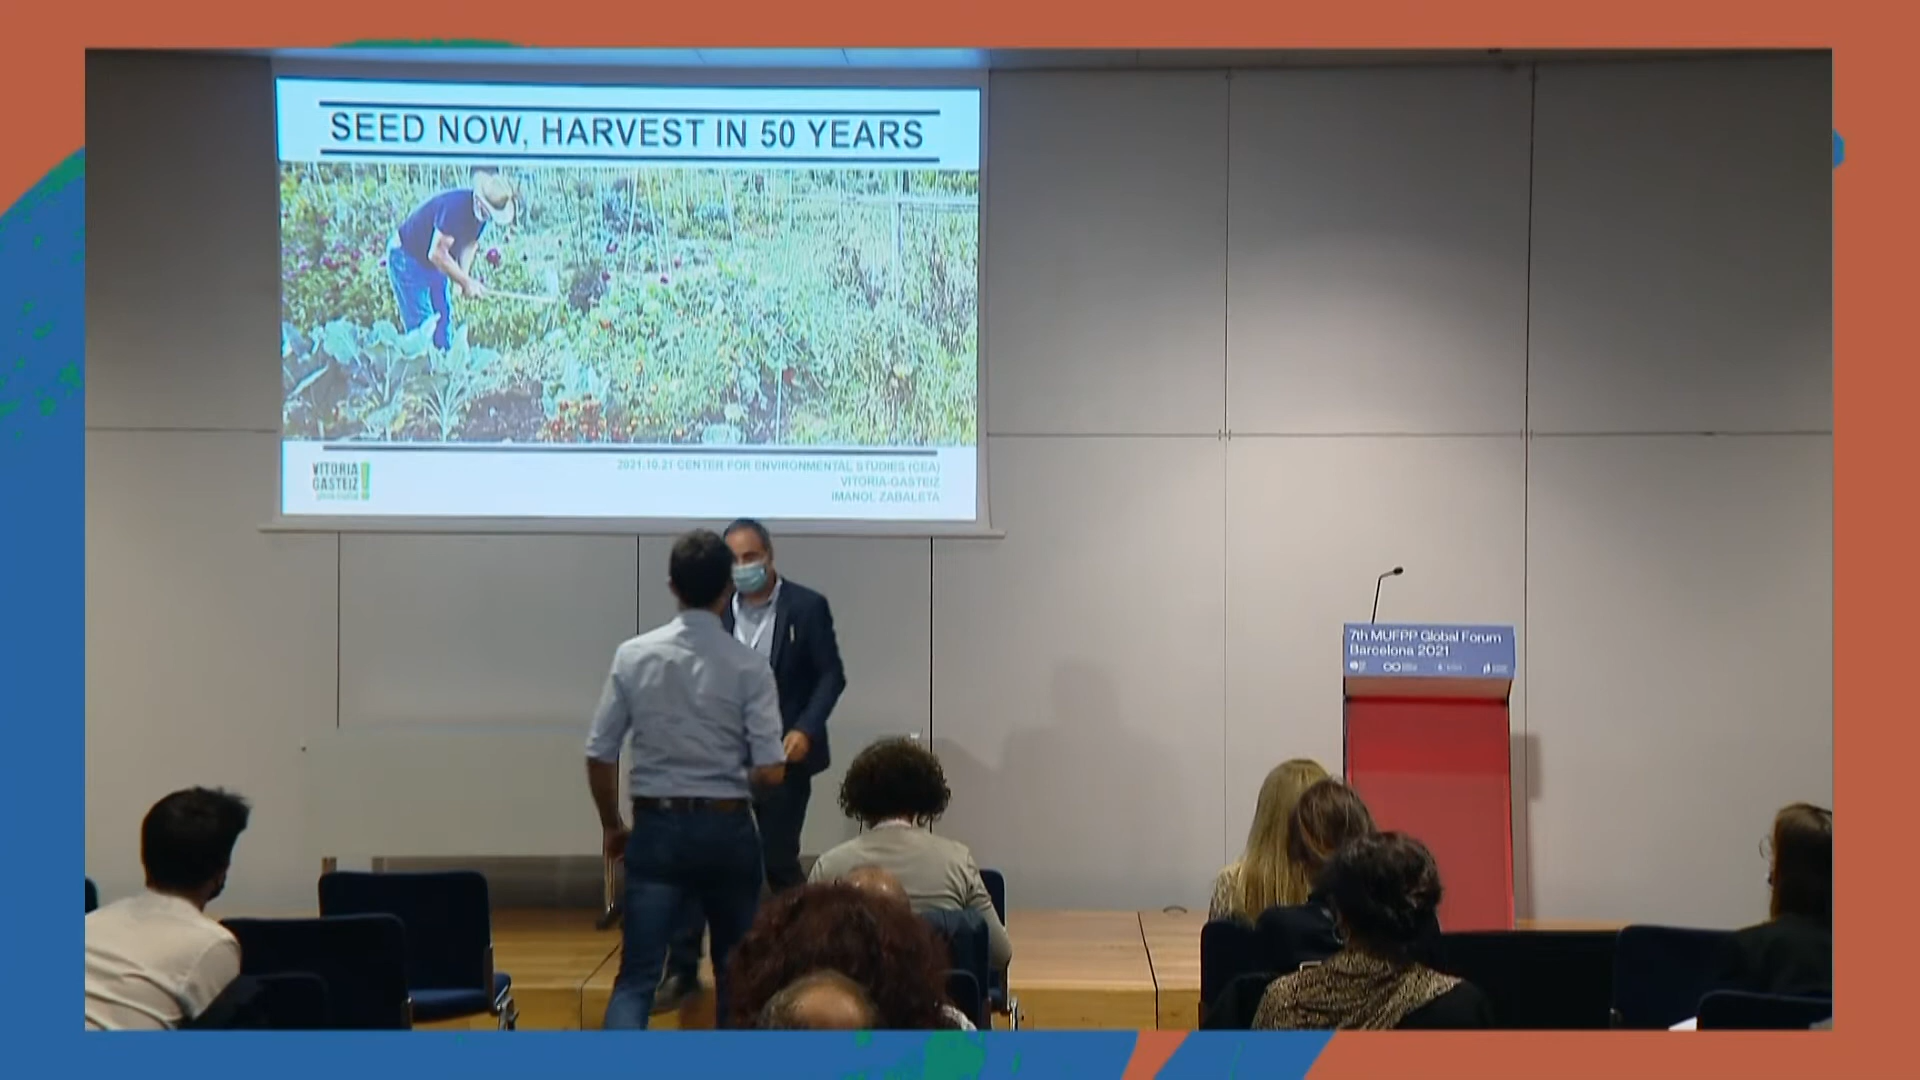 SEED NOW, HARVEST IN 50 YEARS
2021.10.21 CENTER FOR ENVIRONMENTAL STUDIES (CEA)
VITORIA-GASTEIZ
IMANOL ZABALETA
VITORIA
GASTEIZ
7th MUFPP Global Forum
Barcelona 2021